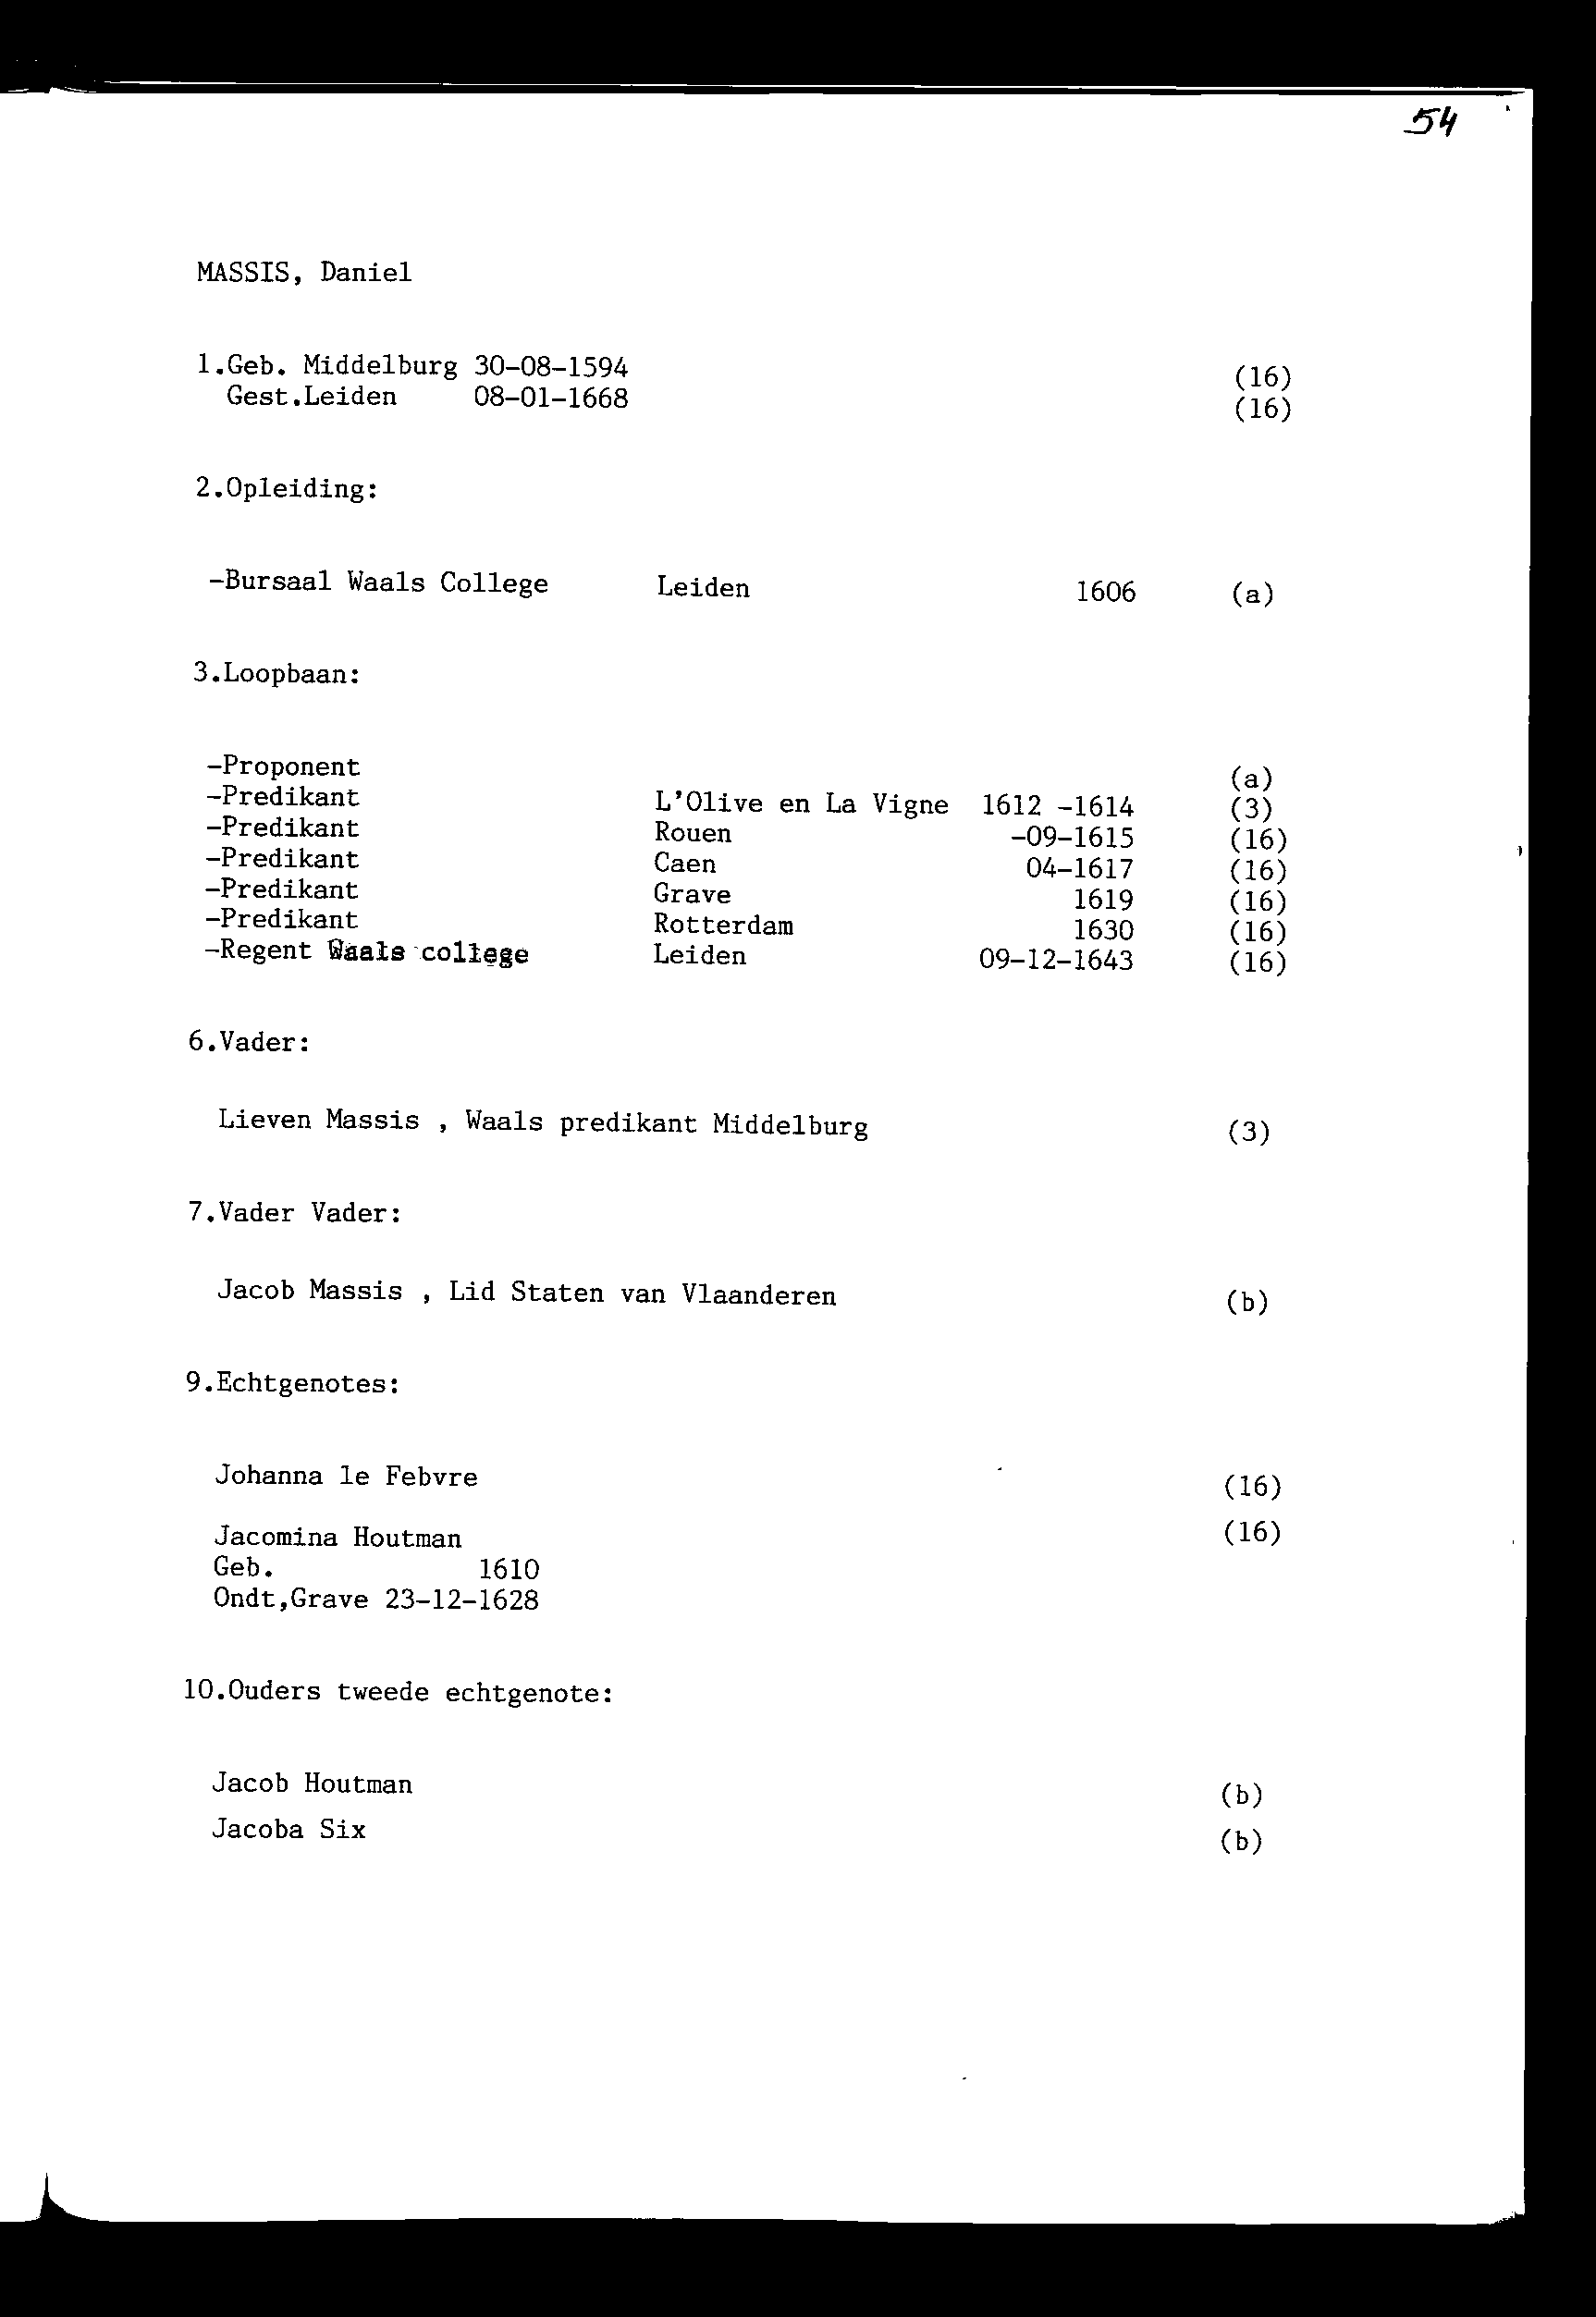 54
MASSIS, Daniel
1.Geb. Middelburg 30-08-1594 (16)
Gest.Leiden 08-01-1668 (16)
2.Opleiding:
-Bursaal Waals College Leiden 1606 (a)
3.Loopbaan:
-Proponent (a)
-Predikant L'Olive en La Vigne 1612 -1614 (3)
-Predikant Rouen -09-1615 (16)
-Predikant Caen 04-1617 (16)
-Predikant Grave 1619 (16)
-Predikant Rotterdam 1630 (16)
-Regent Waals college Leiden 09-12-1643 (16)
6.Vader:
Lieven Massis , Waals predikant Middelburg (3)
7.Vader Vader:
Jacob Massis , Lid Staten van Vlaanderen (b)
9.Echtgenotes:
Johanna le Febvre (16)
Jacomina Houtman (16)
Geb. 1610
Ondt,Grave 23-12-1628
10.Ouders tweede echtgenote:
Jacob Houtman (b)
Jacoba Six (b)